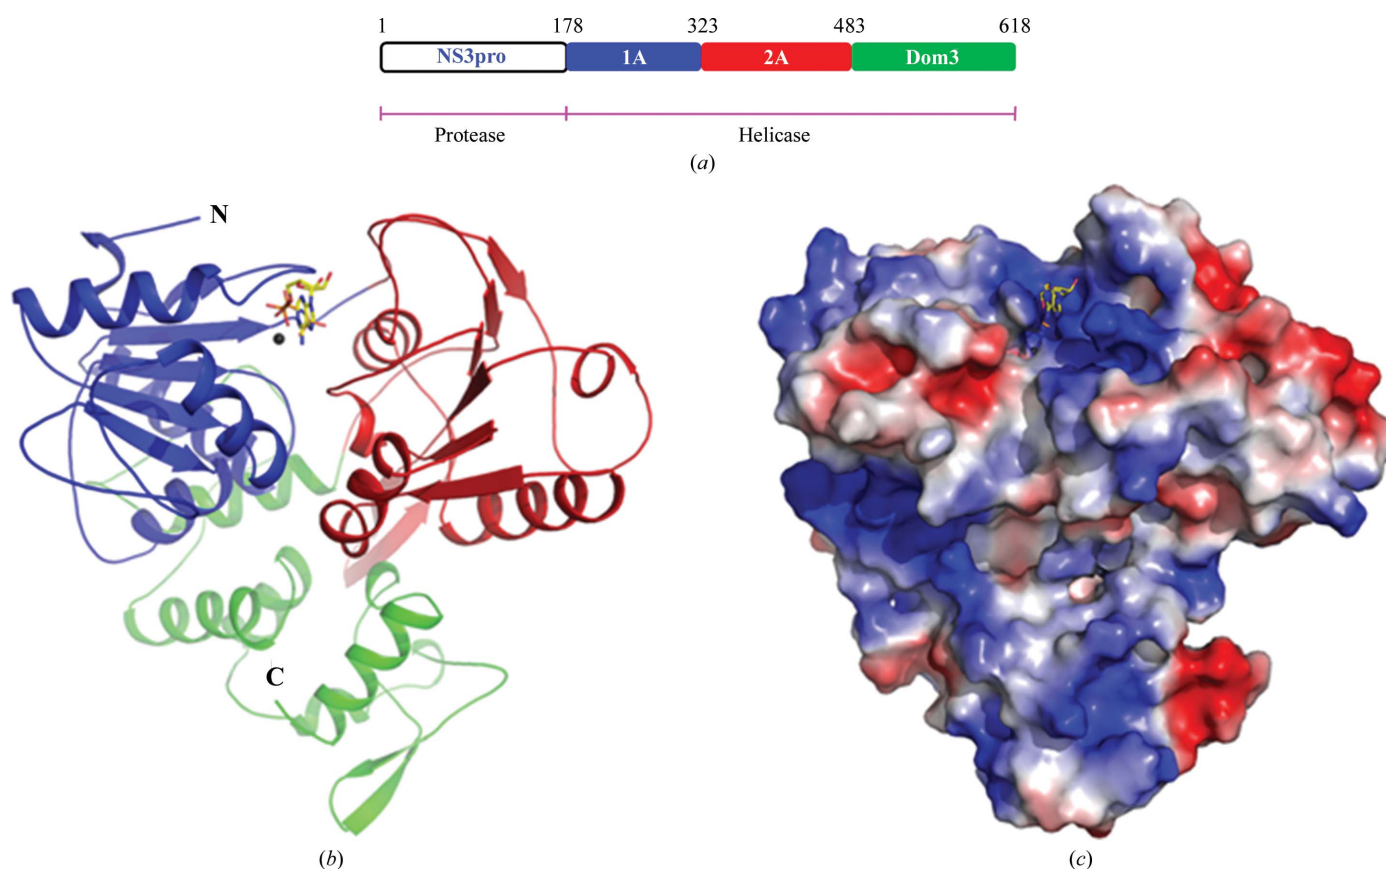 1 178 323 483 618
NS3pro 1A 2A Dom3
Protease Helicase
(a)
N
C
(b) (c)